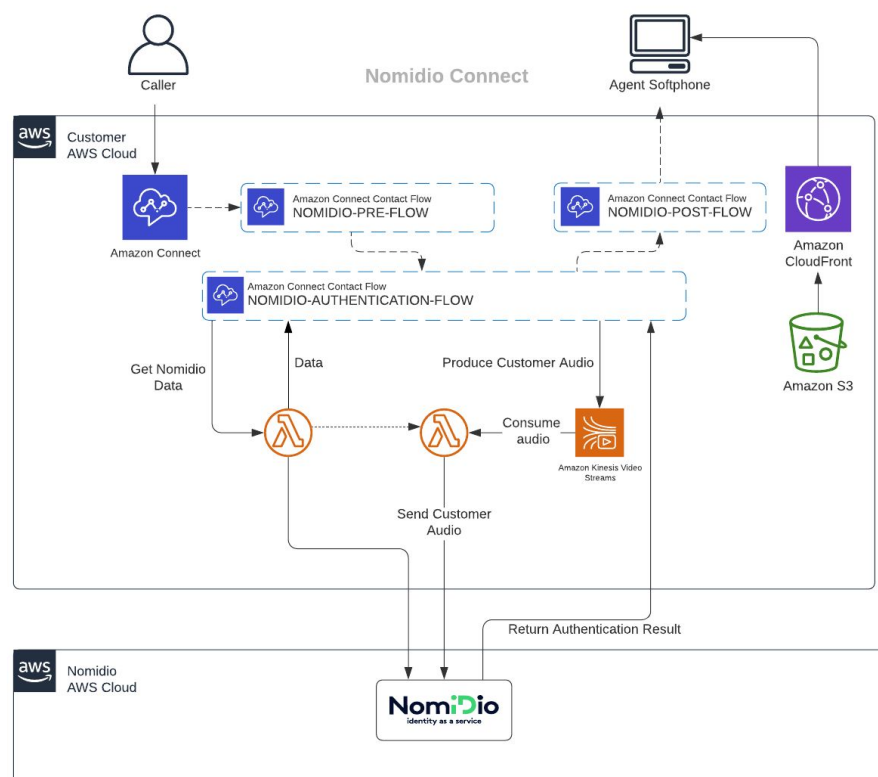 Nomidio Connect
Caller
Agent Softphone
aws
Customer
AWS Cloud
Amazon Connect
Amazon Connect Contact Flow
NOMIDIO-PRE-FLOW
Amazon Connect Contact Flow
NOMIDIO-POST-FLOW
Amazon
CloudFront
Amazon Connect Contact Flow
NOMIDIO-AUTHENTICATION-FLOW
Get Nomidio
Data
Data
Produce Customer Audio
Amazon S3
Consume
audio
Amazon Kinesis Video
Streams
Send Customer
Audio
Return Authentication Result
aws
Nomidio
AWS Cloud
NomiDio
identity as a service